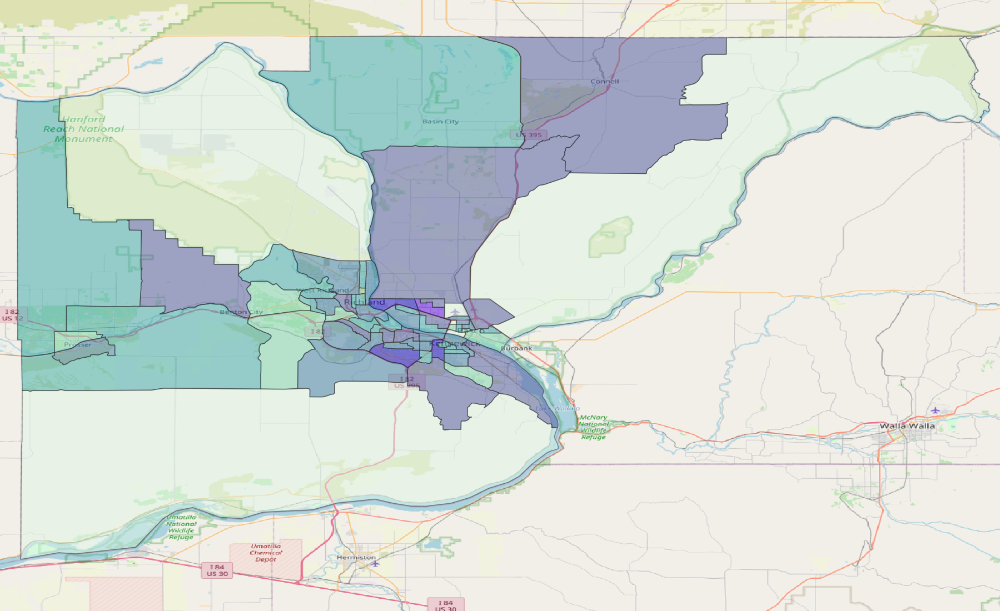 Connell
Hanford
Reach National
Monument
Basin City
US 395
West Richland
Richland
I 82
US 12
Benton City
I 82
Pasco
Prosser
Kennewick
Burbank
I 82
US 395
Lake Wallula
McNary
National
Wildlife
Refuge
Walla Walla
Umatilla
National
Wildlife
Refuge
Umatilla
Chemical
Depot
Hermiston
I 84
US 30
I 84
US 30